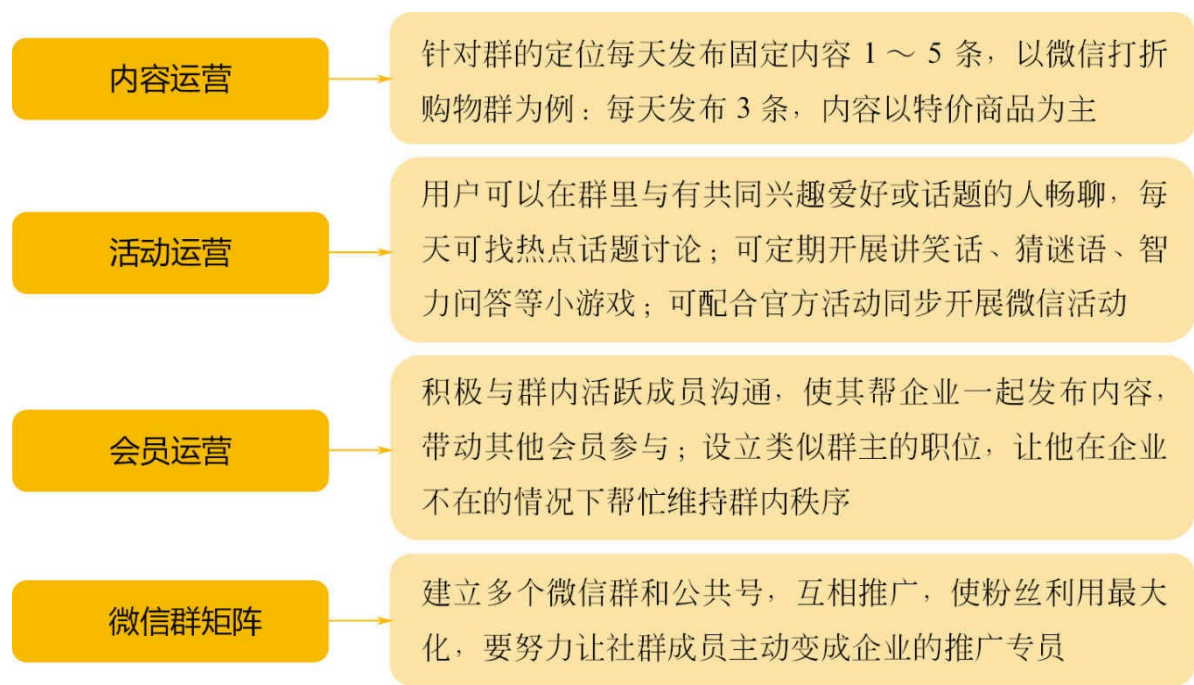 内容运营
针对群的定位每天发布固定内容 1 ～ 5 条，以微信打折
购物群为例：每天发布 3 条，内容以特价商品为主
活动运营
用户可以在群里与有共同兴趣爱好或话题的人畅聊，每
天可找热点话题讨论；可定期开展讲笑话、猜谜语、智
力问答等小游戏；可配合官方活动同步开展微信活动
会员运营
积极与群内活跃成员沟通，使其帮企业一起发布内容，
带动其他会员参与；设立类似群主的职位，让他在企业
不在的情况下帮忙维持群内秩序
微信群矩阵
建立多个微信群和公共号，互相推广，使粉丝利用最大
化，要努力让社群成员主动变成企业的推广专员